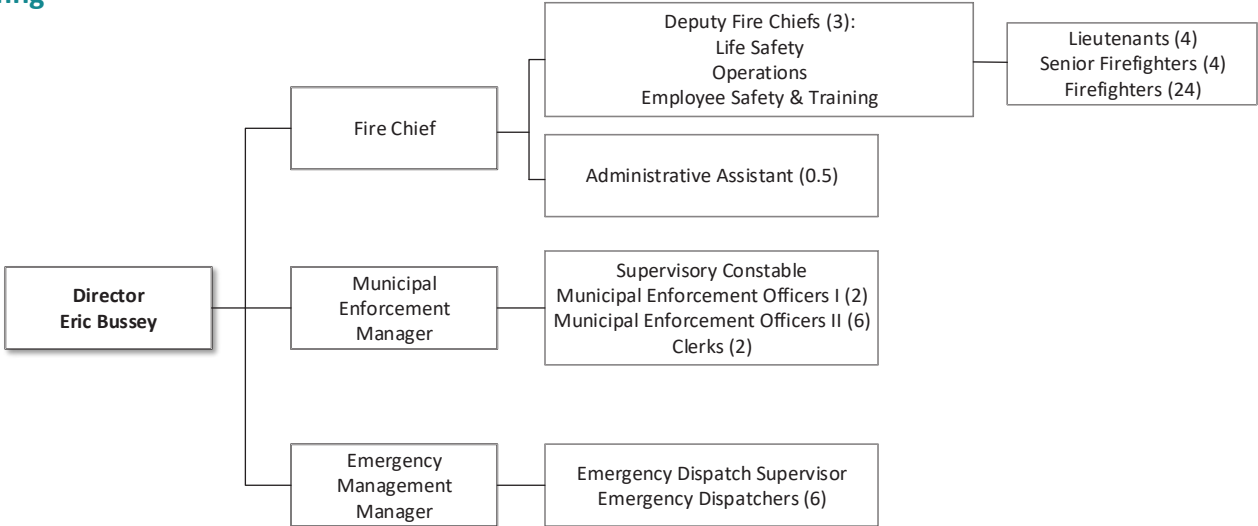 Deputy Fire Chiefs (3):
Life Safety
Operations
Employee Safety & Training
Lieutenants (4)
Senior Firefighters (4)
Firefighters (24)
Fire Chief
Administrative Assistant (0.5)
Director
Eric Bussey
Municipal
Enforcement
Manager
Supervisory Constable
Municipal Enforcement Officers I (2)
Municipal Enforcement Officers II (6)
Clerks (2)
Emergency
Management
Manager
Emergency Dispatch Supervisor
Emergency Dispatchers (6)